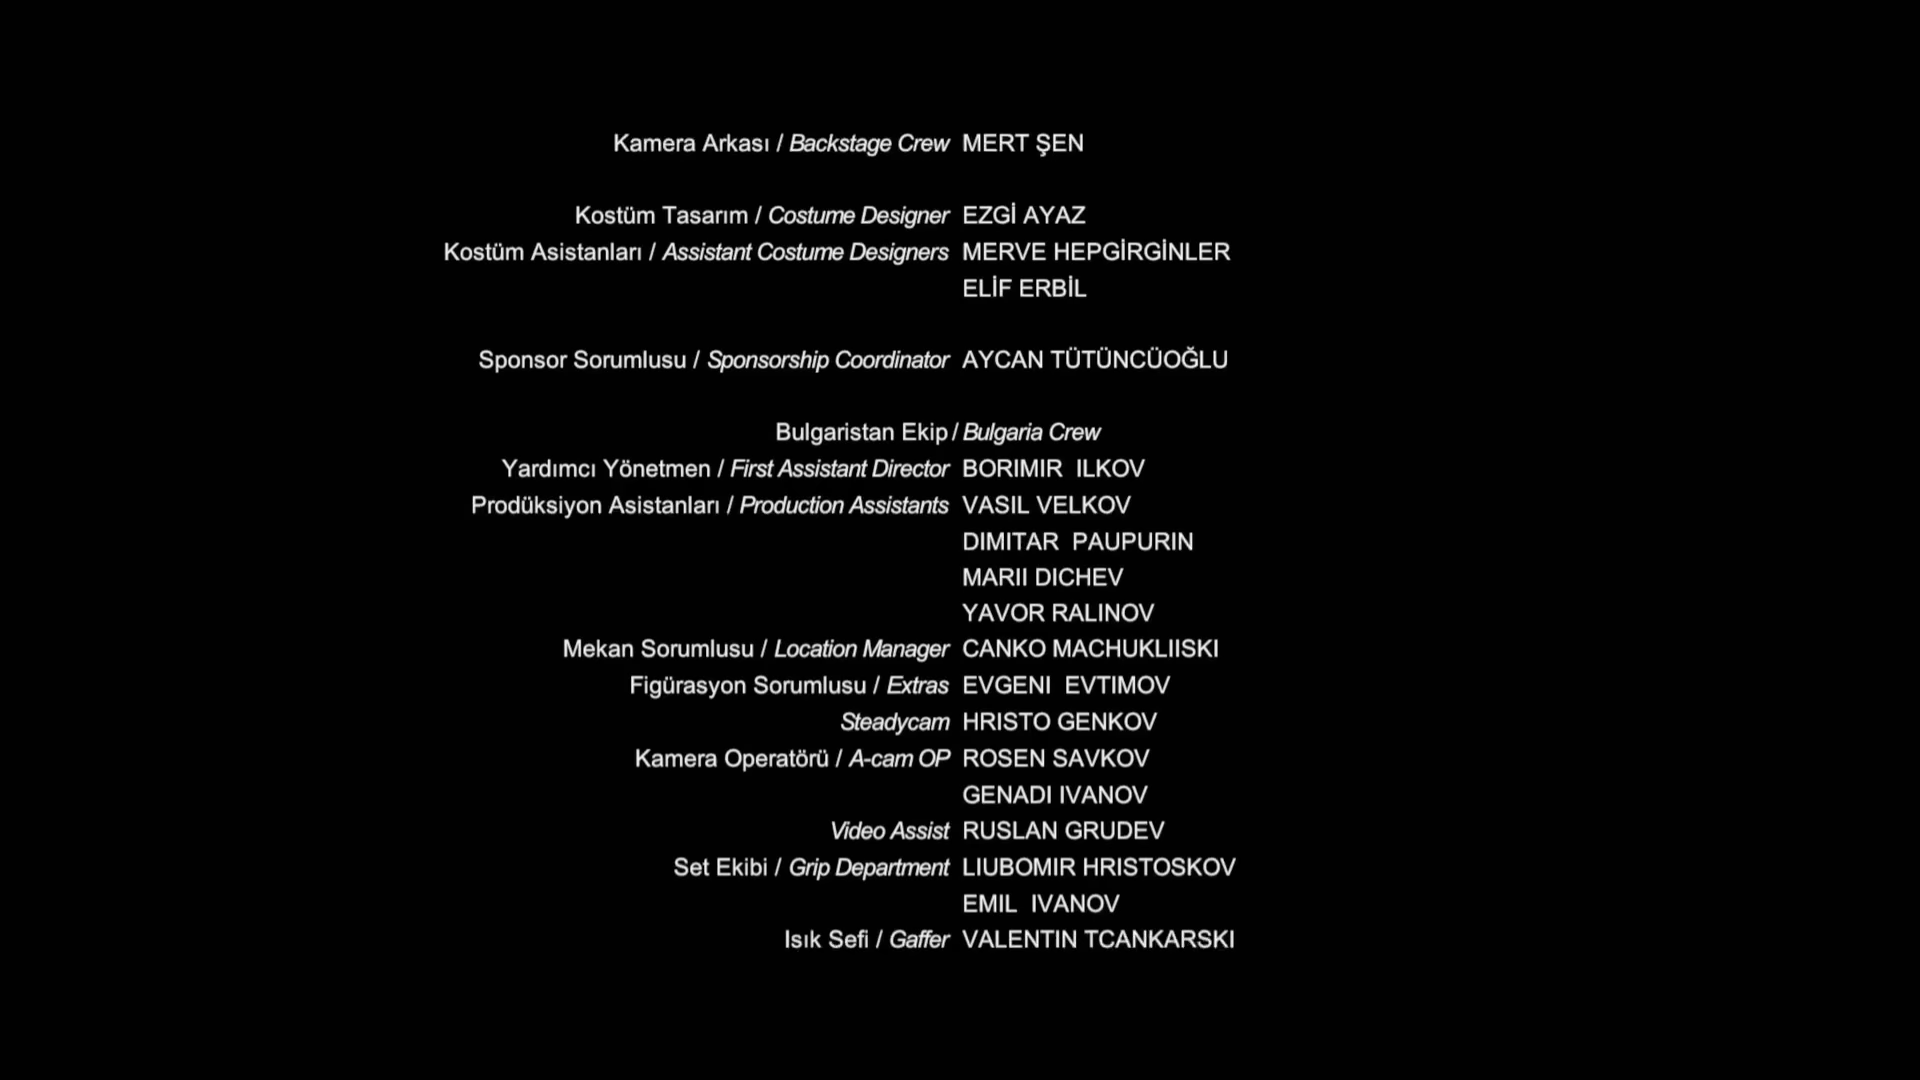 Kamera Arkası / Backstage Crew MERT ŞEN
Kostüm Tasarım / Costume Designer EZGİ AYAZ
Kostüm Asistanları / Assistant Costume Designers MERVE HEPGİRGİNLER
ELİF ERBİL
Sponsor Sorumlusu / Sponsorship Coordinator AYCAN TÜTÜNCÜOĞLU
Bulgaristan Ekip / Bulgaria Crew
Yardımcı Yönetmen / First Assistant Director BORIMIR ILKOV
Prodüksiyon Asistanları / Production Assistants VASIL VELKOV
DIMITAR PAUPURIN
MARII DICHEV
YAVOR RALINOV
Mekan Sorumlusu / Location Manager CANKO MACHUKLIISKI
Figürasyon Sorumlusu / Extras EVGENI EVTIMOV
Steadycam HRISTO GENKOV
Kamera Operatörü / A-cam OP ROSEN SAVKOV
GENADI IVANOV
Video Assist RUSLAN GRUDEV
Set Ekibi / Grip Department LIUBOMIR HRISTOSKOV
EMIL IVANOV
Isık Sefi / Gaffer VALENTIN TCANKARSKI